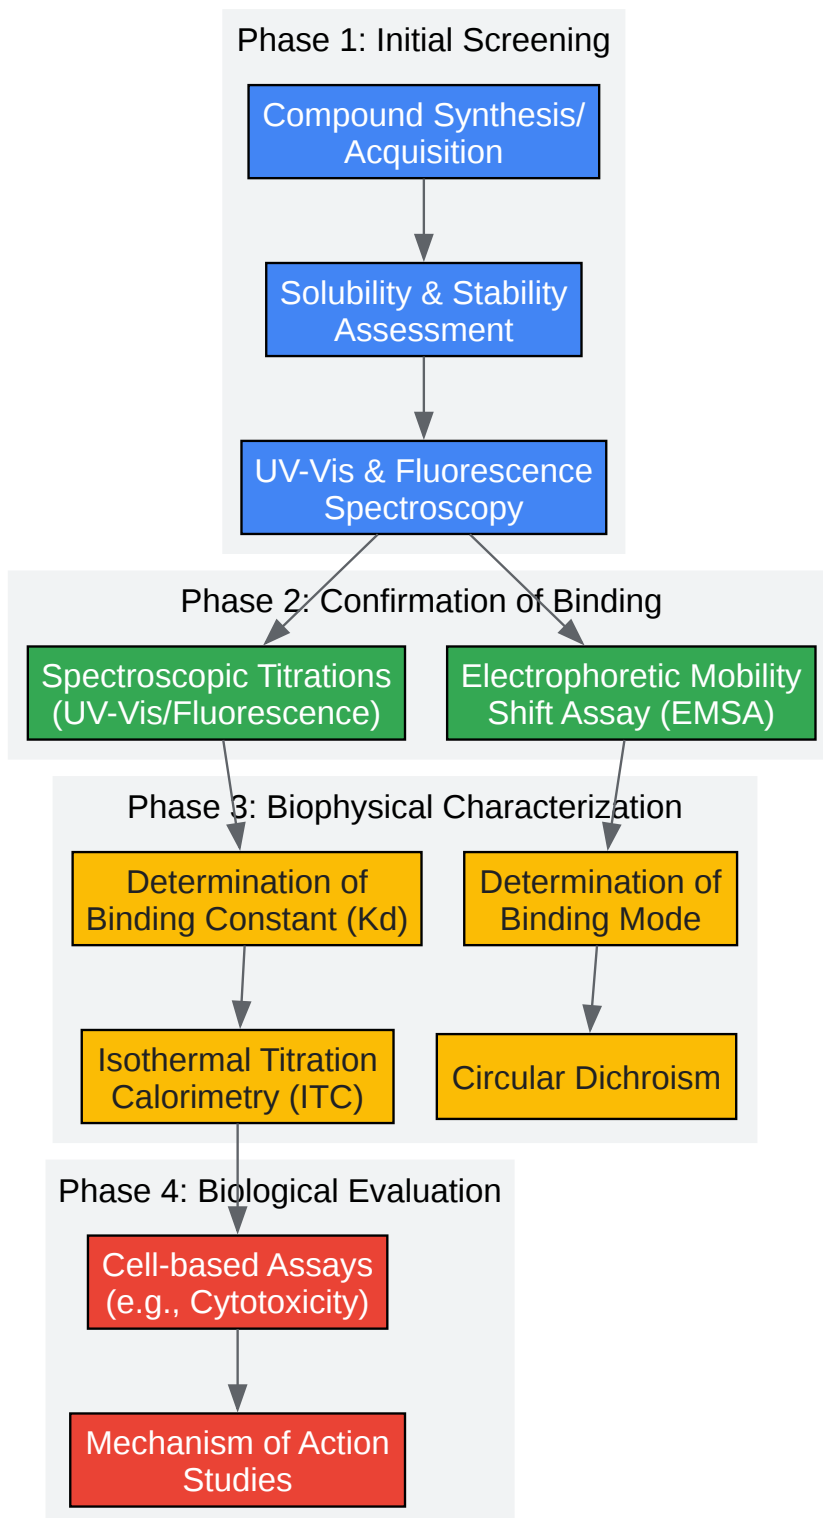 Phase 1: Initial Screening
Compound Synthesis/
Acquisition
Solubility & Stability
Assessment
UV-Vis & Fluorescence
Spectroscopy
Phase 2: Confirmation of Binding
Spectroscopic Titrations
(UV-Vis/Fluorescence)
Electrophoretic Mobility
Shift Assay (EMSA)
Phase 3: Biophysical Characterization
Determination of
Binding Constant (Kd)
Determination of
Binding Mode
Isothermal Titration
Calorimetry (ITC)
Circular Dichroism
Phase 4: Biological Evaluation
Cell-based Assays
(e.g., Cytotoxicity)
Mechanism of Action
Studies